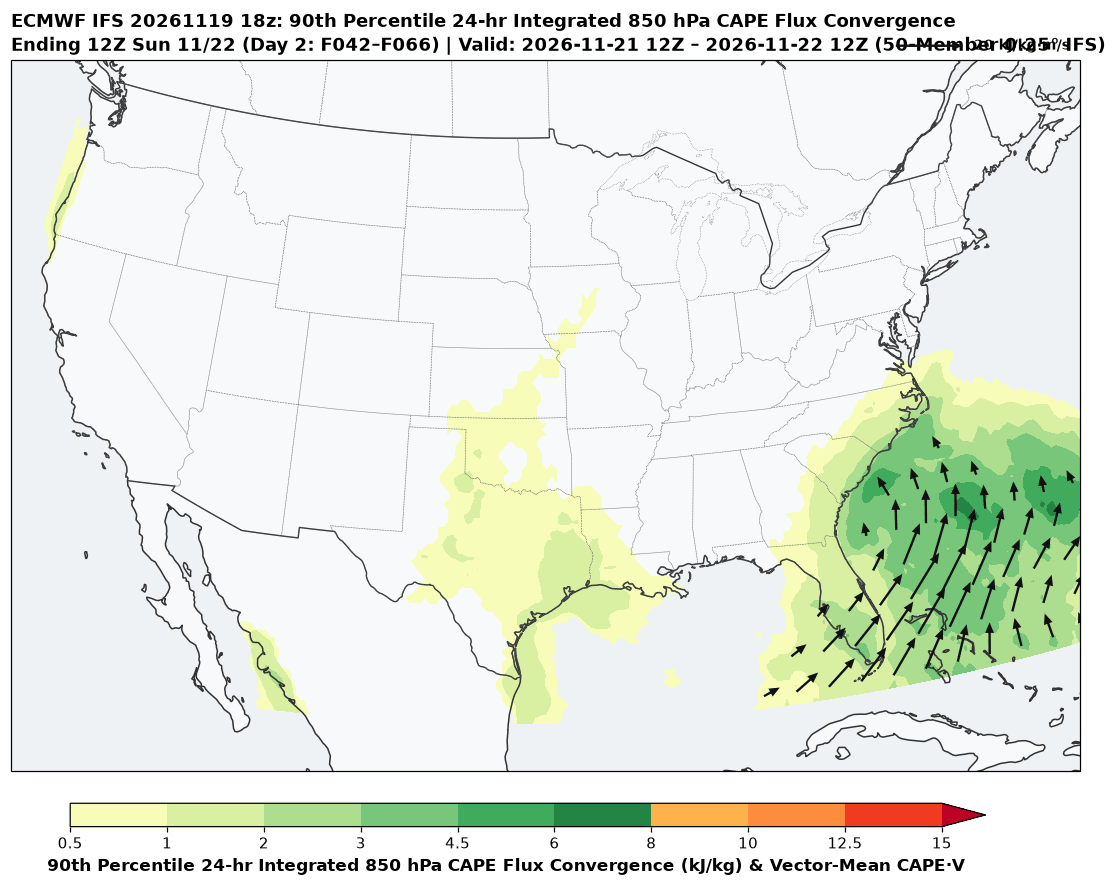 ECMWF IFS 20261119 18z: 90th Percentile 24-hr Integrated 850 hPa CAPE Flux Convergence
Ending 12Z Sun 11/22 (Day 2: F042–F066) | Valid: 2026-11-21 12Z – 2026-11-22 12Z (50-Member 0.25° IFS)
0.5 1 2 3 4.5 6 8 10 12.5 15
90th Percentile 24-hr Integrated 850 hPa CAPE Flux Convergence (kJ/kg) & Vector-Mean CAPE·V